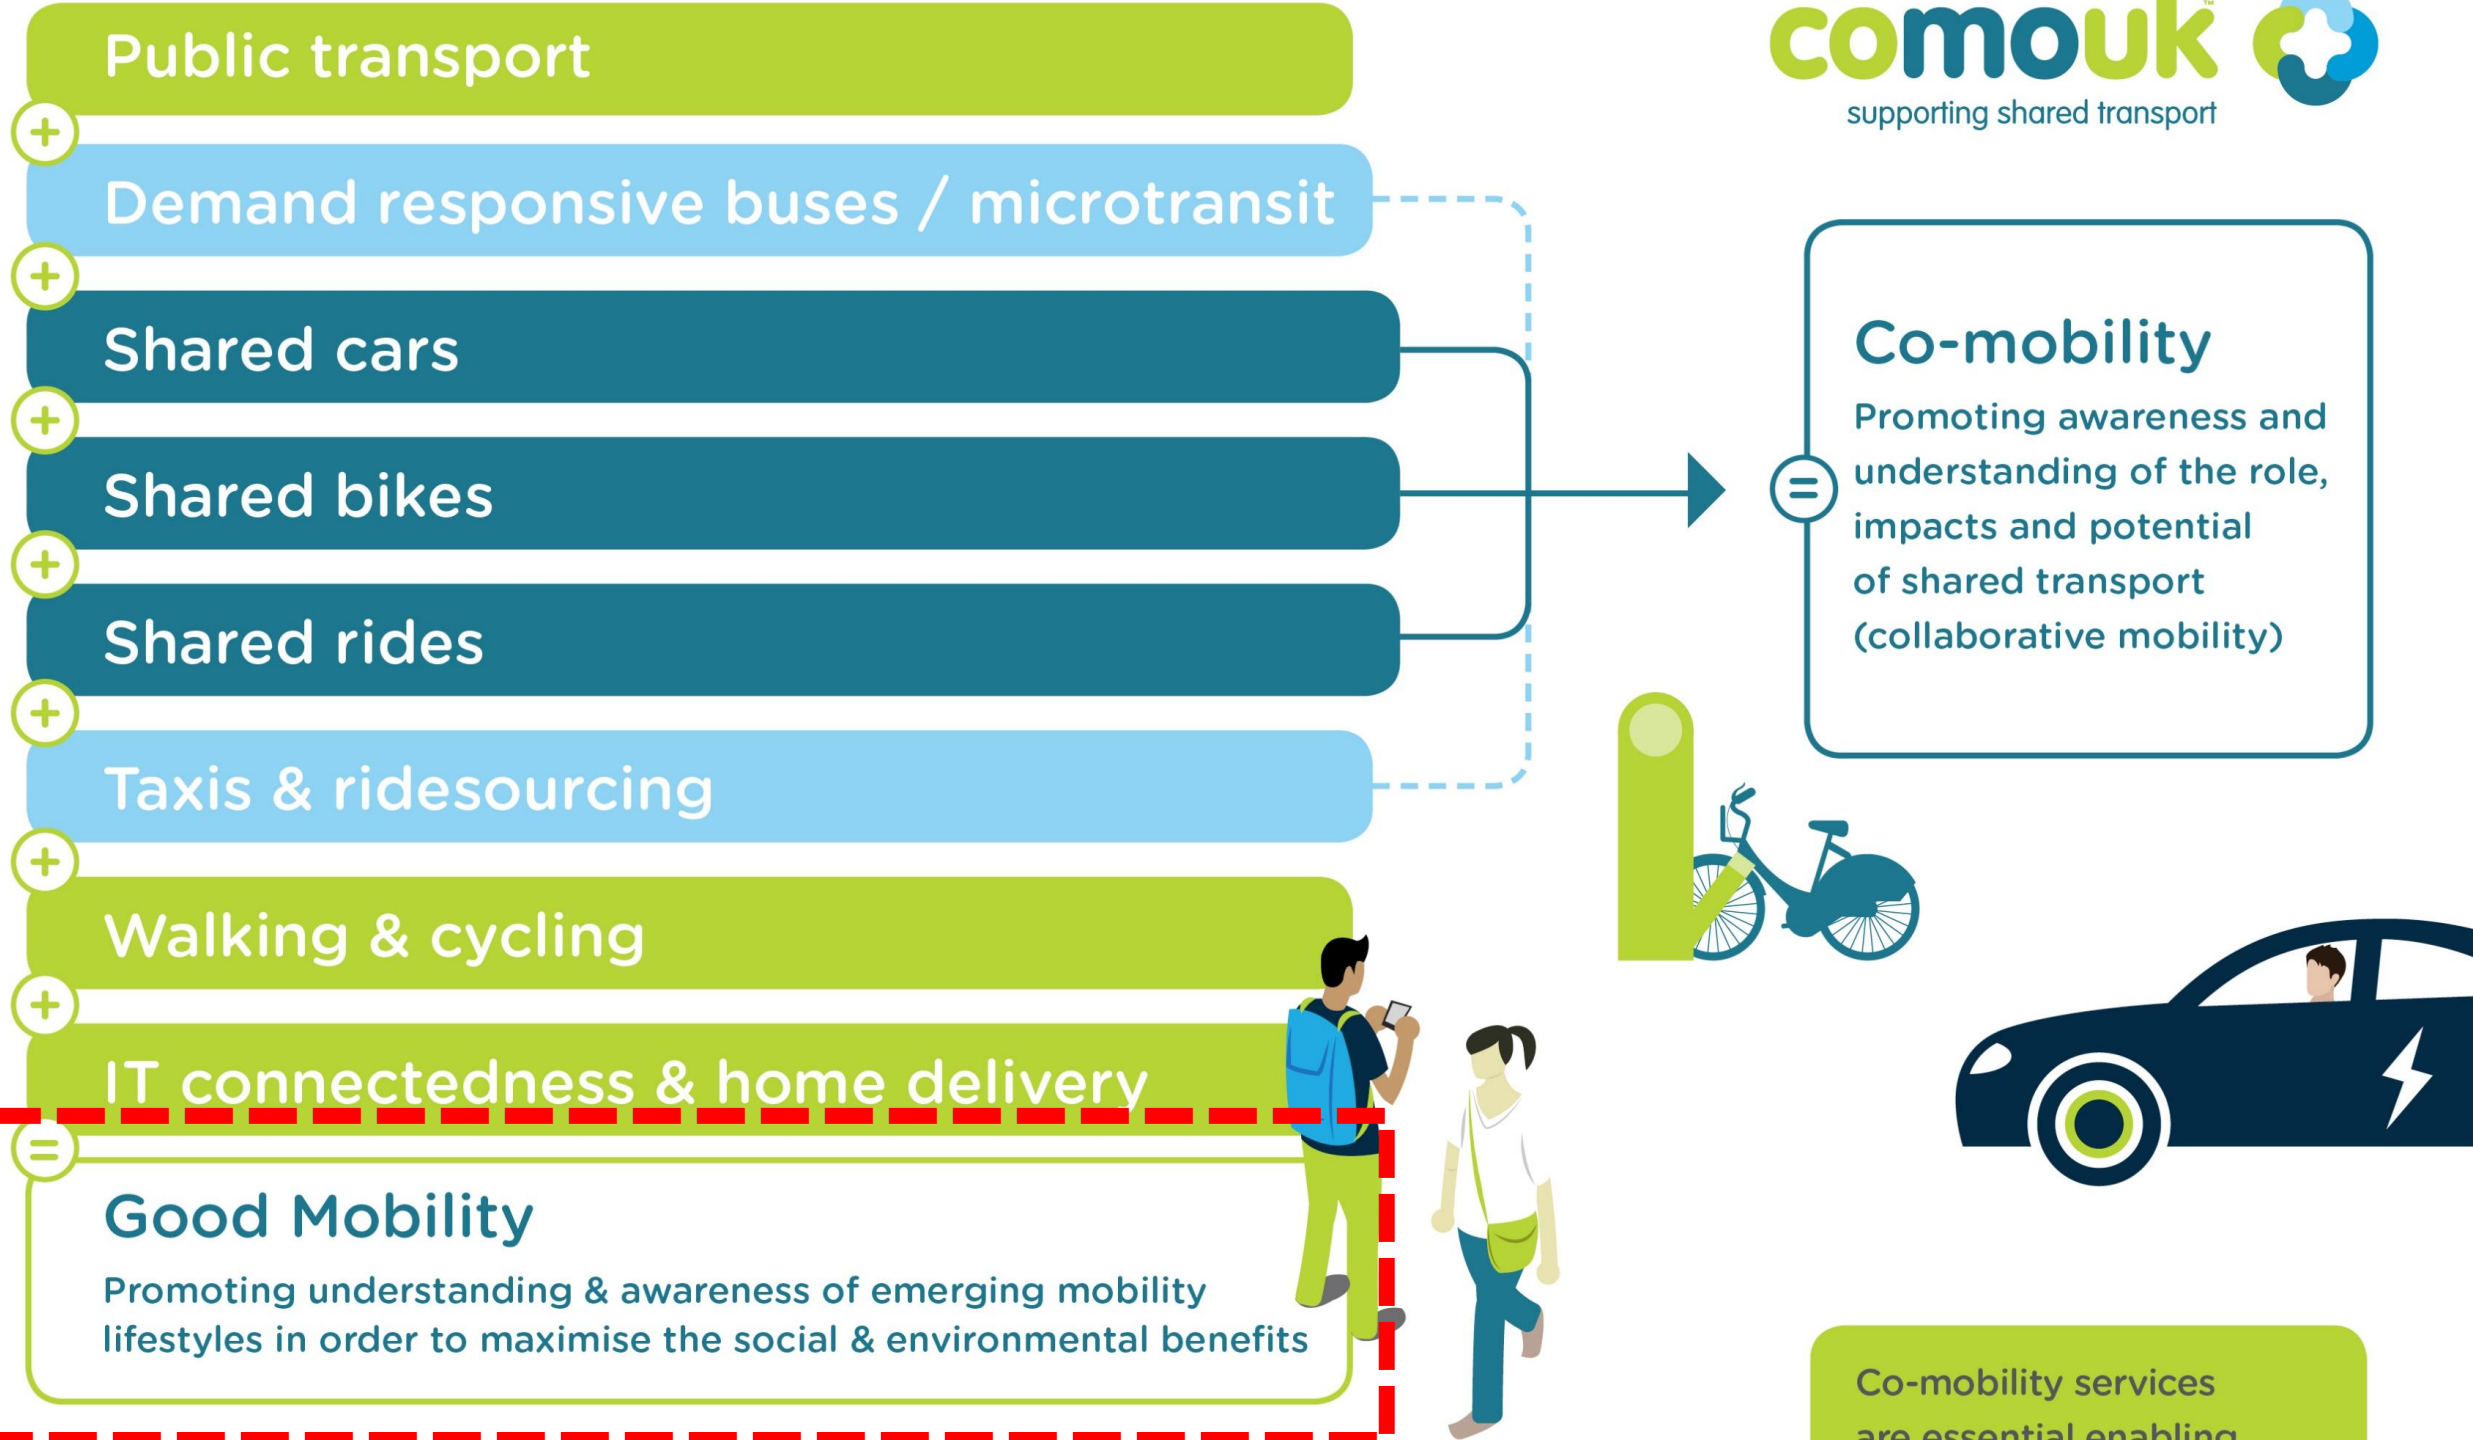 Public transport
Demand responsive buses / microtransit
Shared cars
Shared bikes
Shared rides
Taxis & ridesourcing
Walking & cycling
IT connectedness & home delivery
Good Mobility
Promoting understanding & awareness of emerging mobility
lifestyles in order to maximise the social & environmental benefits
comouk
supporting shared transport
Co-mobility
Promoting awareness and
understanding of the role,
impacts and potential
of shared transport
(collaborative mobility)
Co-mobility services
are essential enabling